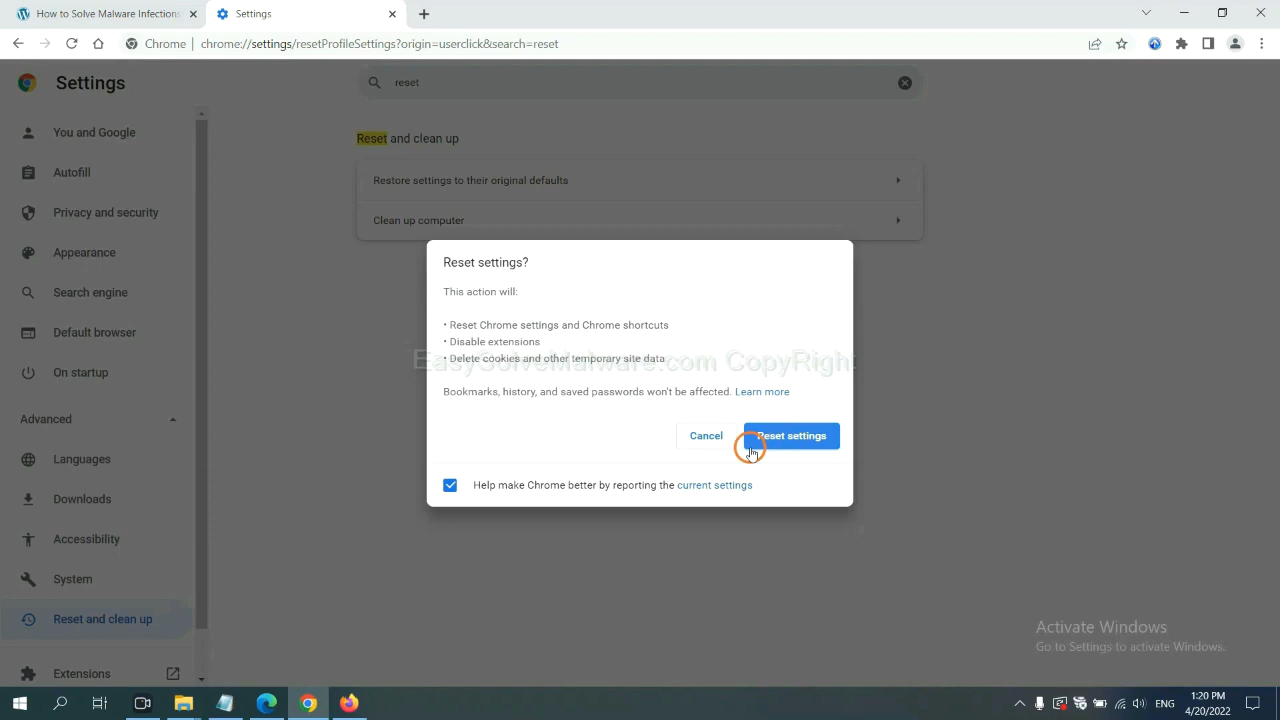 How to Solve Malware Infections
Settings
Chrome | chrome://settings/resetProfileSettings?origin=userclick&search=reset
Settings
reset
You and Google
Autofill
Privacy and security
Appearance
Search engine
Default browser
On startup
Advanced
Languages
Downloads
Accessibility
System
Reset and clean up
Extensions
Reset and clean up
Restore settings to their original defaults
Clean up computer
Reset settings?
This action will:
• Reset Chrome settings and Chrome shortcuts
• Disable extensions
• Delete cookies and other temporary site data
EasySolveMalware.com CopyRight
Bookmarks, history, and saved passwords won't be affected. Learn more
Cancel
Reset settings
Help make Chrome better by reporting the current settings
Activate Windows
Go to Settings to activate Windows.
ENG
1:20 PM
4/20/2022